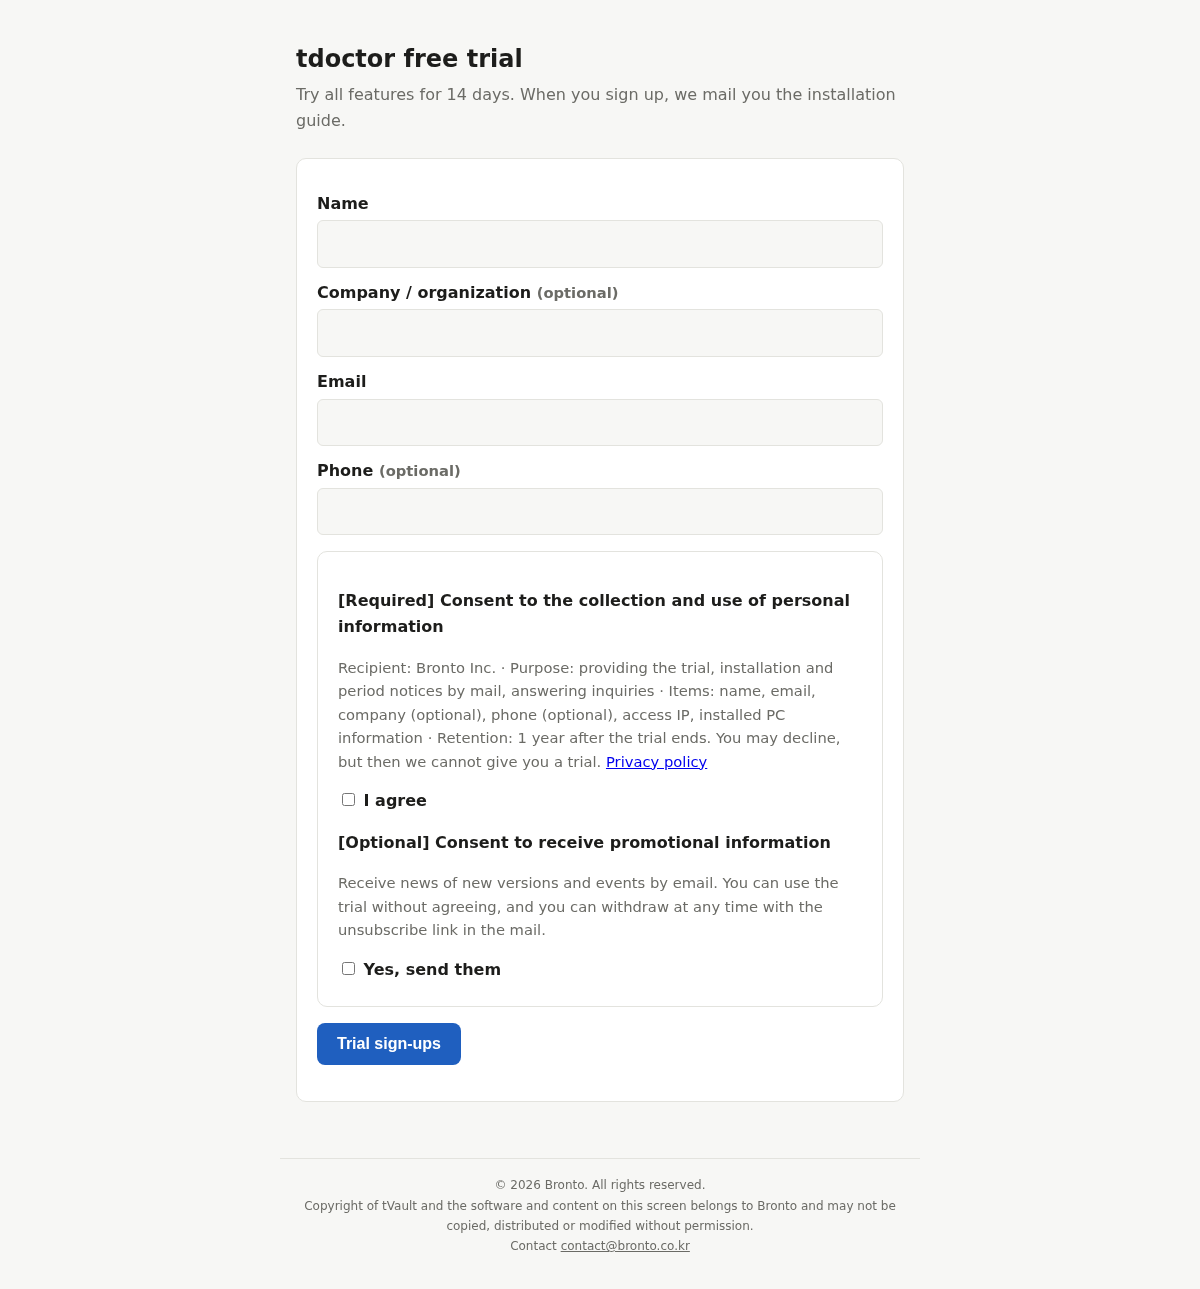 tdoctor free trial
Try all features for 14 days. When you sign up, we mail you the installation
guide.
Name
Company / organization (optional)
Email
Phone (optional)
[Required] Consent to the collection and use of personal
information
Recipient: Bronto Inc. · Purpose: providing the trial, installation and
period notices by mail, answering inquiries · Items: name, email,
company (optional), phone (optional), access IP, installed PC
information · Retention: 1 year after the trial ends. You may decline,
but then we cannot give you a trial. Privacy policy
I agree
[Optional] Consent to receive promotional information
Receive news of new versions and events by email. You can use the
trial without agreeing, and you can withdraw at any time with the
unsubscribe link in the mail.
Yes, send them
Trial sign-ups
© 2026 Bronto. All rights reserved.
Copyright of tVault and the software and content on this screen belongs to Bronto and may not be
copied, distributed or modified without permission.
Contact contact@bronto.co.kr